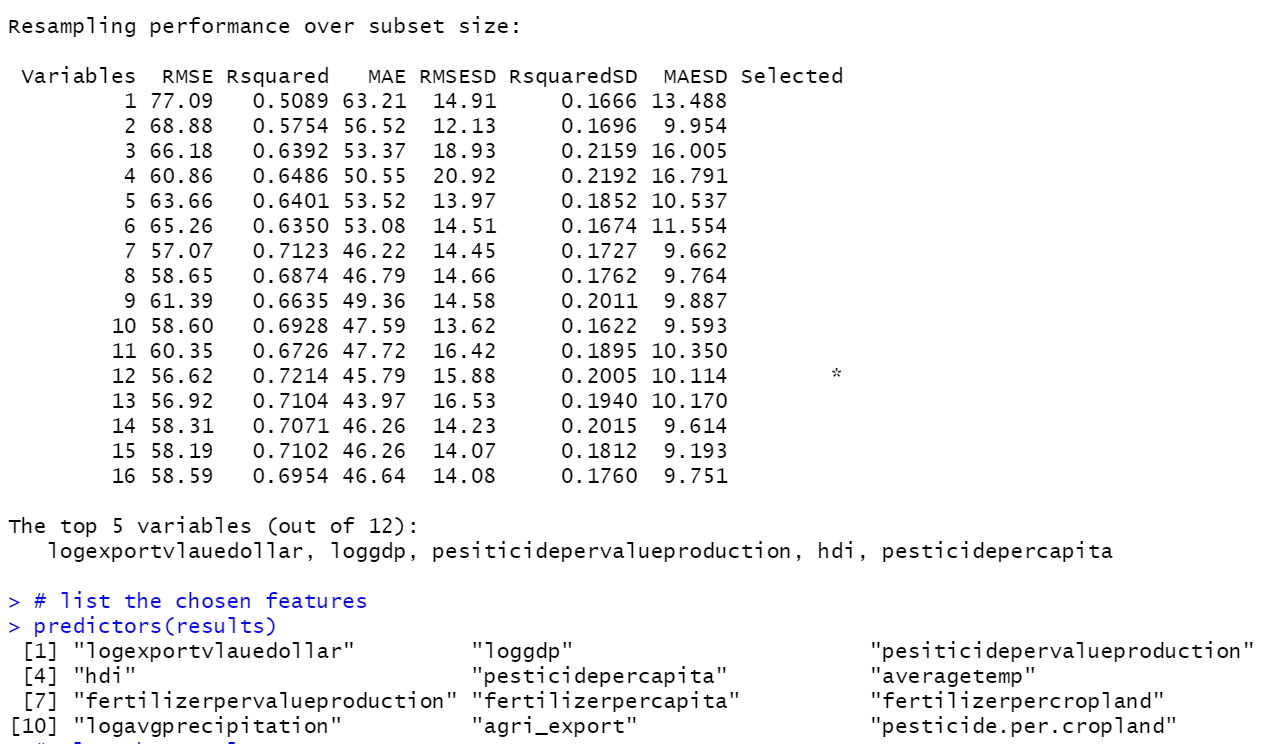 Resampling performance over subset size:
Variables RMSE Rsquared MAE RMSESD RsquaredSD MAESD Selected
1 77.09 0.5089 63.21 14.91 0.1666 13.488
2 68.88 0.5754 56.52 12.13 0.1696 9.954
3 66.18 0.6392 53.37 18.93 0.2159 16.005
4 60.86 0.6486 50.55 20.92 0.2192 16.791
5 63.66 0.6401 53.52 13.97 0.1852 10.537
6 65.26 0.6350 53.08 14.51 0.1674 11.554
7 57.07 0.7123 46.22 14.45 0.1727 9.662
8 58.65 0.6874 46.79 14.66 0.1762 9.764
9 61.39 0.6635 49.36 14.58 0.2011 9.887
10 58.60 0.6928 47.59 13.62 0.1622 9.593
11 60.35 0.6726 47.72 16.42 0.1895 10.350
12 56.62 0.7214 45.79 15.88 0.2005 10.114 *
13 56.92 0.7104 43.97 16.53 0.1940 10.170
14 58.31 0.7071 46.26 14.23 0.2015 9.614
15 58.19 0.7102 46.26 14.07 0.1812 9.193
16 58.59 0.6954 46.64 14.08 0.1760 9.751
The top 5 variables (out of 12):
logexportvlauedollar, loggdp, pesiticidepervalueproduction, hdi, pesticidepercapita
> # list the chosen features
> predictors(results)
[1] "logexportvlauedollar" "loggdp" "pesiticidepervalueproduction"
[4] "hdi" "pesticidepercapita" "averagetemp"
[7] "fertilizerpervalueproduction" "fertilizerpercapita" "fertilizerpercropland"
[10] "logavgprecipitation" "agri_export" "pesticide.per.cropland"